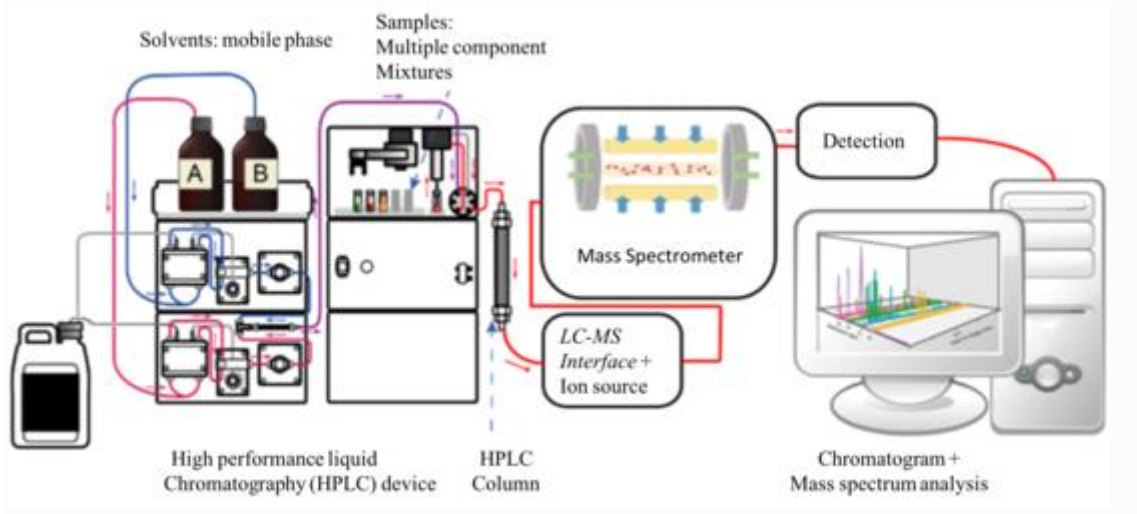 Solvents: mobile phase
Samples:
Multiple component
Mixtures
A
B
Mass Spectrometer
Detection
LC-MS
Interface +
Ion source
High performance liquid
Chromatography (HPLC) device
HPLC
Column
Chromatogram +
Mass spectrum analysis